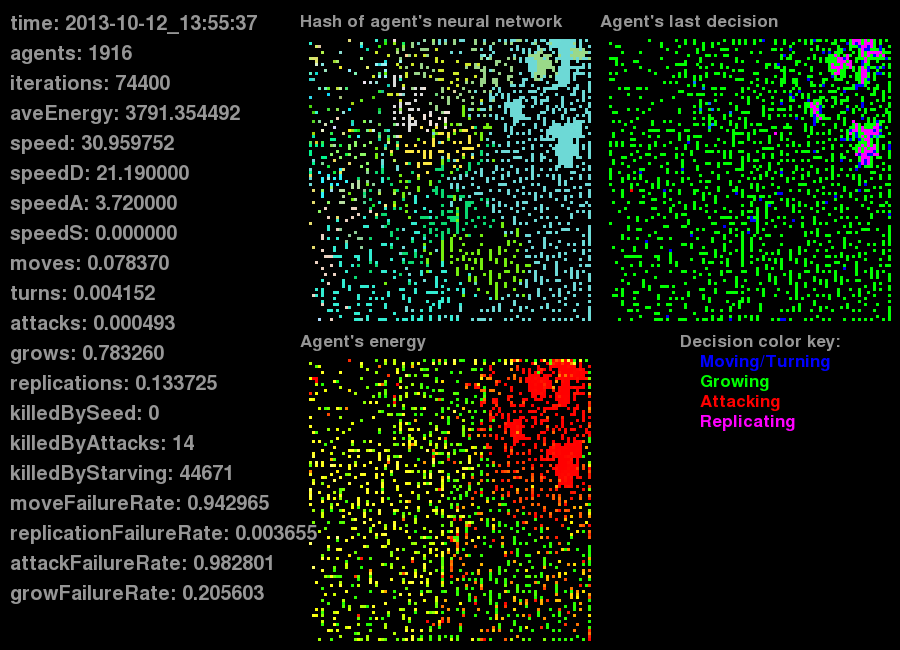 time: 2013-10-12_13:55:37
agents: 1916
iterations: 74400
aveEnergy: 3791.354492
speed: 30.959752
speedD: 21.190000
speedA: 3.720000
speedS: 0.000000
moves: 0.078370
turns: 0.004152
attacks: 0.000493
grows: 0.783260
replications: 0.133725
killedBySeed: 0
killedByAttacks: 14
killedByStarving: 44671
moveFailureRate: 0.942965
replicationFailureRate: 0.003655
attackFailureRate: 0.982801
growFailureRate: 0.205603
Hash of agent's neural network
Agent's last decision
Agent's energy
Decision color key:
Moving/Turning
Growing
Attacking
Replicating